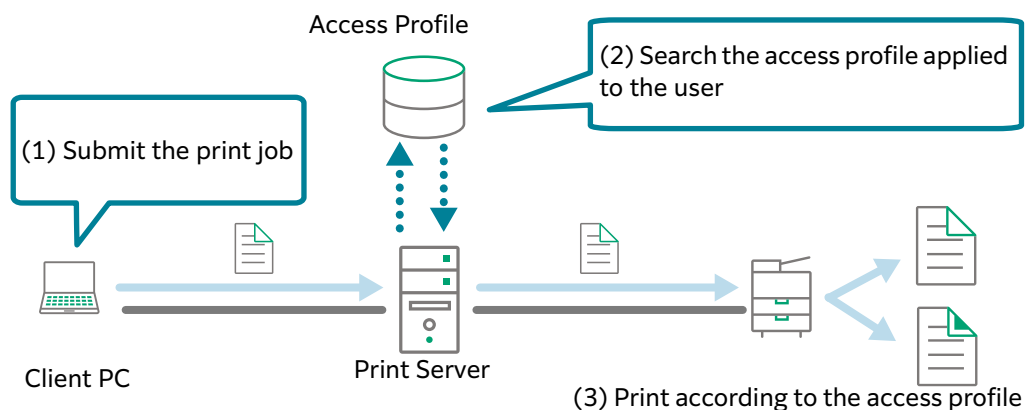 Access Profile
(2) Search the access profile applied
to the user
(1) Submit the print job
Client PC
Print Server
(3) Print according to the access profile